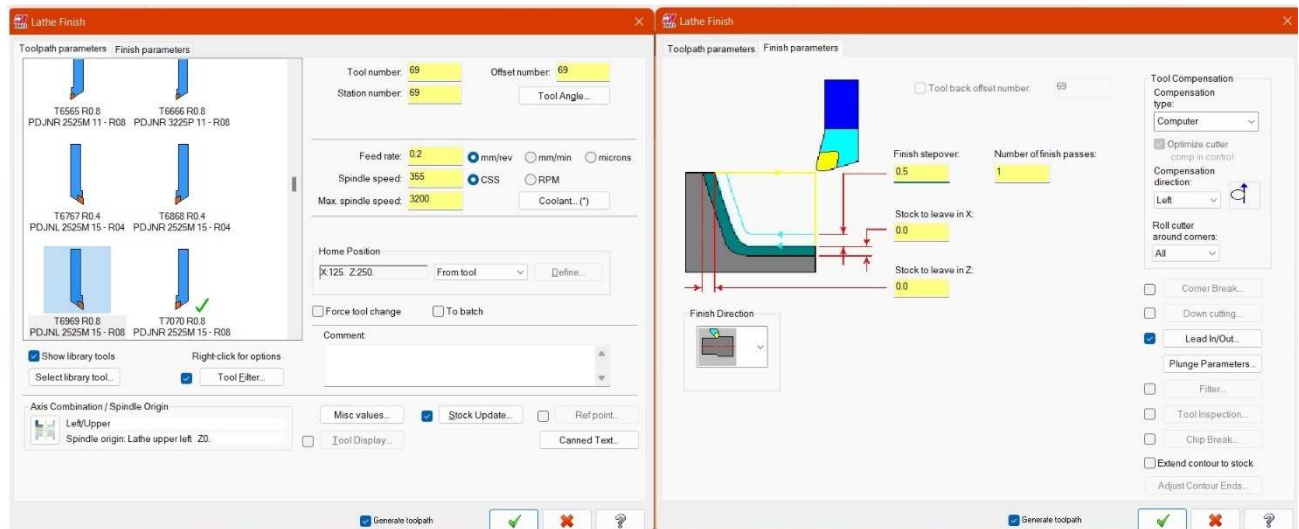 Lathe Finish
Toolpath parameters Finish parameters
T6565 R0.8 T6666 R0.8
PDJNR 2525M 11 - R08 PDJNR 3225P 11 - R08
T6767 R0.4 T6868 R0.4
PDJNL 2525M 15 - R04 PDJNR 2525M 15 - R04
T6969 R0.8 T7070 R0.8
PDJNL 2525M 15 - R08 PDJNR 2525M 15 - R08
Show library tools Right-click for options
Select library tool... Tool Filter...
Axis Combination / Spindle Origin
Left/Upper
Spindle origin: Lathe upper left Z0.
Tool number: 69 Offset number: 69
Station number: 69 Tool Angle...
Feed rate: 0.2 mm/rev mm/min microns
Spindle speed: 355 CSS RPM
Max. spindle speed: 3200 Coolant... (*)
Home Position
X:125. Z:250. From tool Define...
Force tool change To batch
Comment:
Misc values... Stock Update... Ref point...
Tool Display... Canned Text...
Generate toolpath
Lathe Finish
Toolpath parameters Finish parameters
Tool back offset number: 69
Finish stepover: Number of finish passes:
0.5 1
Stock to leave in X:
0.0
Stock to leave in Z:
0.0
Finish Direction
Tool Compensation
Compensation
type:
Computer
Optimize cutter
comp in control
Compensation
direction:
Left
Roll cutter
around corners:
All
Corner Break...
Down cutting...
Lead In/Out...
Plunge Parameters...
Filter...
Tool Inspection...
Chip Break...
Extend contour to stock
Adjust Contour Ends...
Generate toolpath